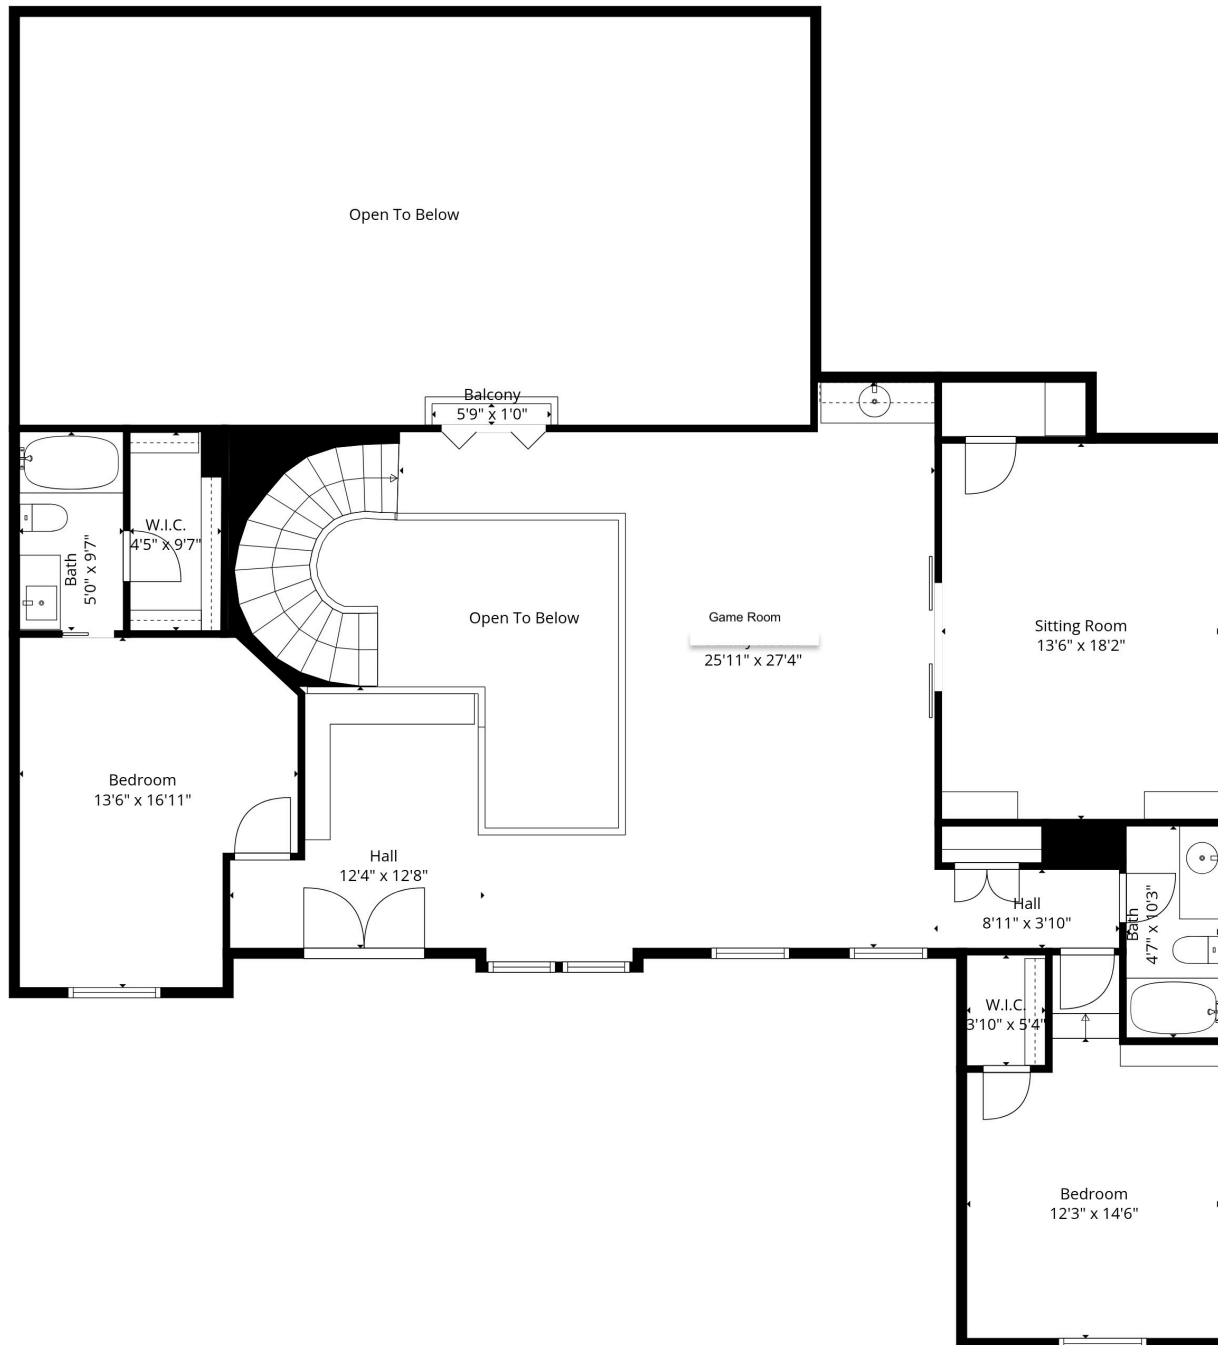 Open To Below
Balcony
5'9" x 1'0"
W.I.C.
4'5" x 9'7"
Bath
5'0" x 9'7"
Open To Below
Game Room
25'11" x 27'4"
Sitting Room
13'6" x 18'2"
Bedroom
13'6" x 16'11"
Hall
12'4" x 12'8"
Hall
8'11" x 3'10"
Bath
4'7" x 10'3"
W.I.C.
3'10" x 5'4"
Bedroom
12'3" x 14'6"